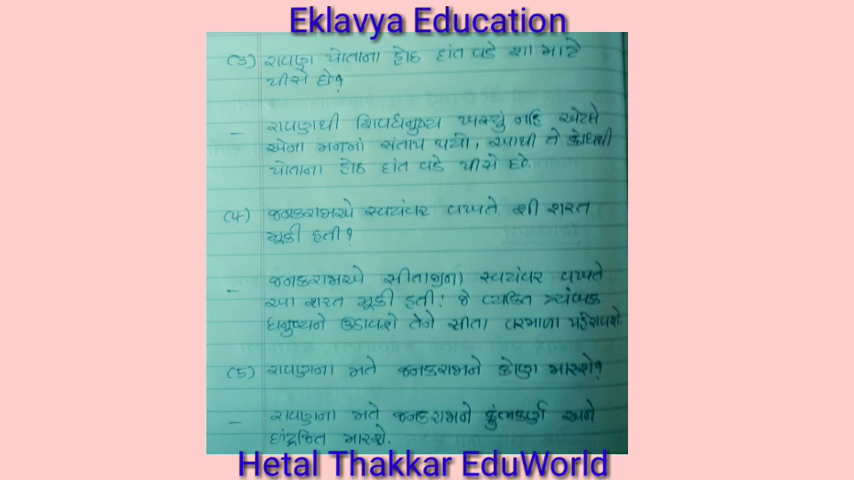 Eklavya Education
(૩) રાવણ પોતાના હોઠ દાંત વડે શા માટે
પીસે છે?
- રાવણથી શિવધનુષ્ય ખસ્યું નહિ એટલે
એના મનમાં સંતાપ થયો, આથી તે ક્રોધથી
પોતાના હોઠ દાંત વડે પીસે છે.
(૪) જનકરાજાએ સ્વયંવર વખતે શી શરત
મૂકી હતી?
- જનકરાજાએ સીતાજીના સ્વયંવર વખતે
આ શરત મૂકી હતી: જે વ્યક્તિ ત્ર્યંબક
ધનુષ્યને ઉઠાવશે તેને સીતા વરમાળા પહેરાવશે.
(5) રાવણના મતે જનકરાજાને કોણ મારશે?
- રાવણના મતે જનકરાજાને કુંભકર્ણ અને
ઇંદ્રજિત મારશે.
Hetal Thakkar EduWorld